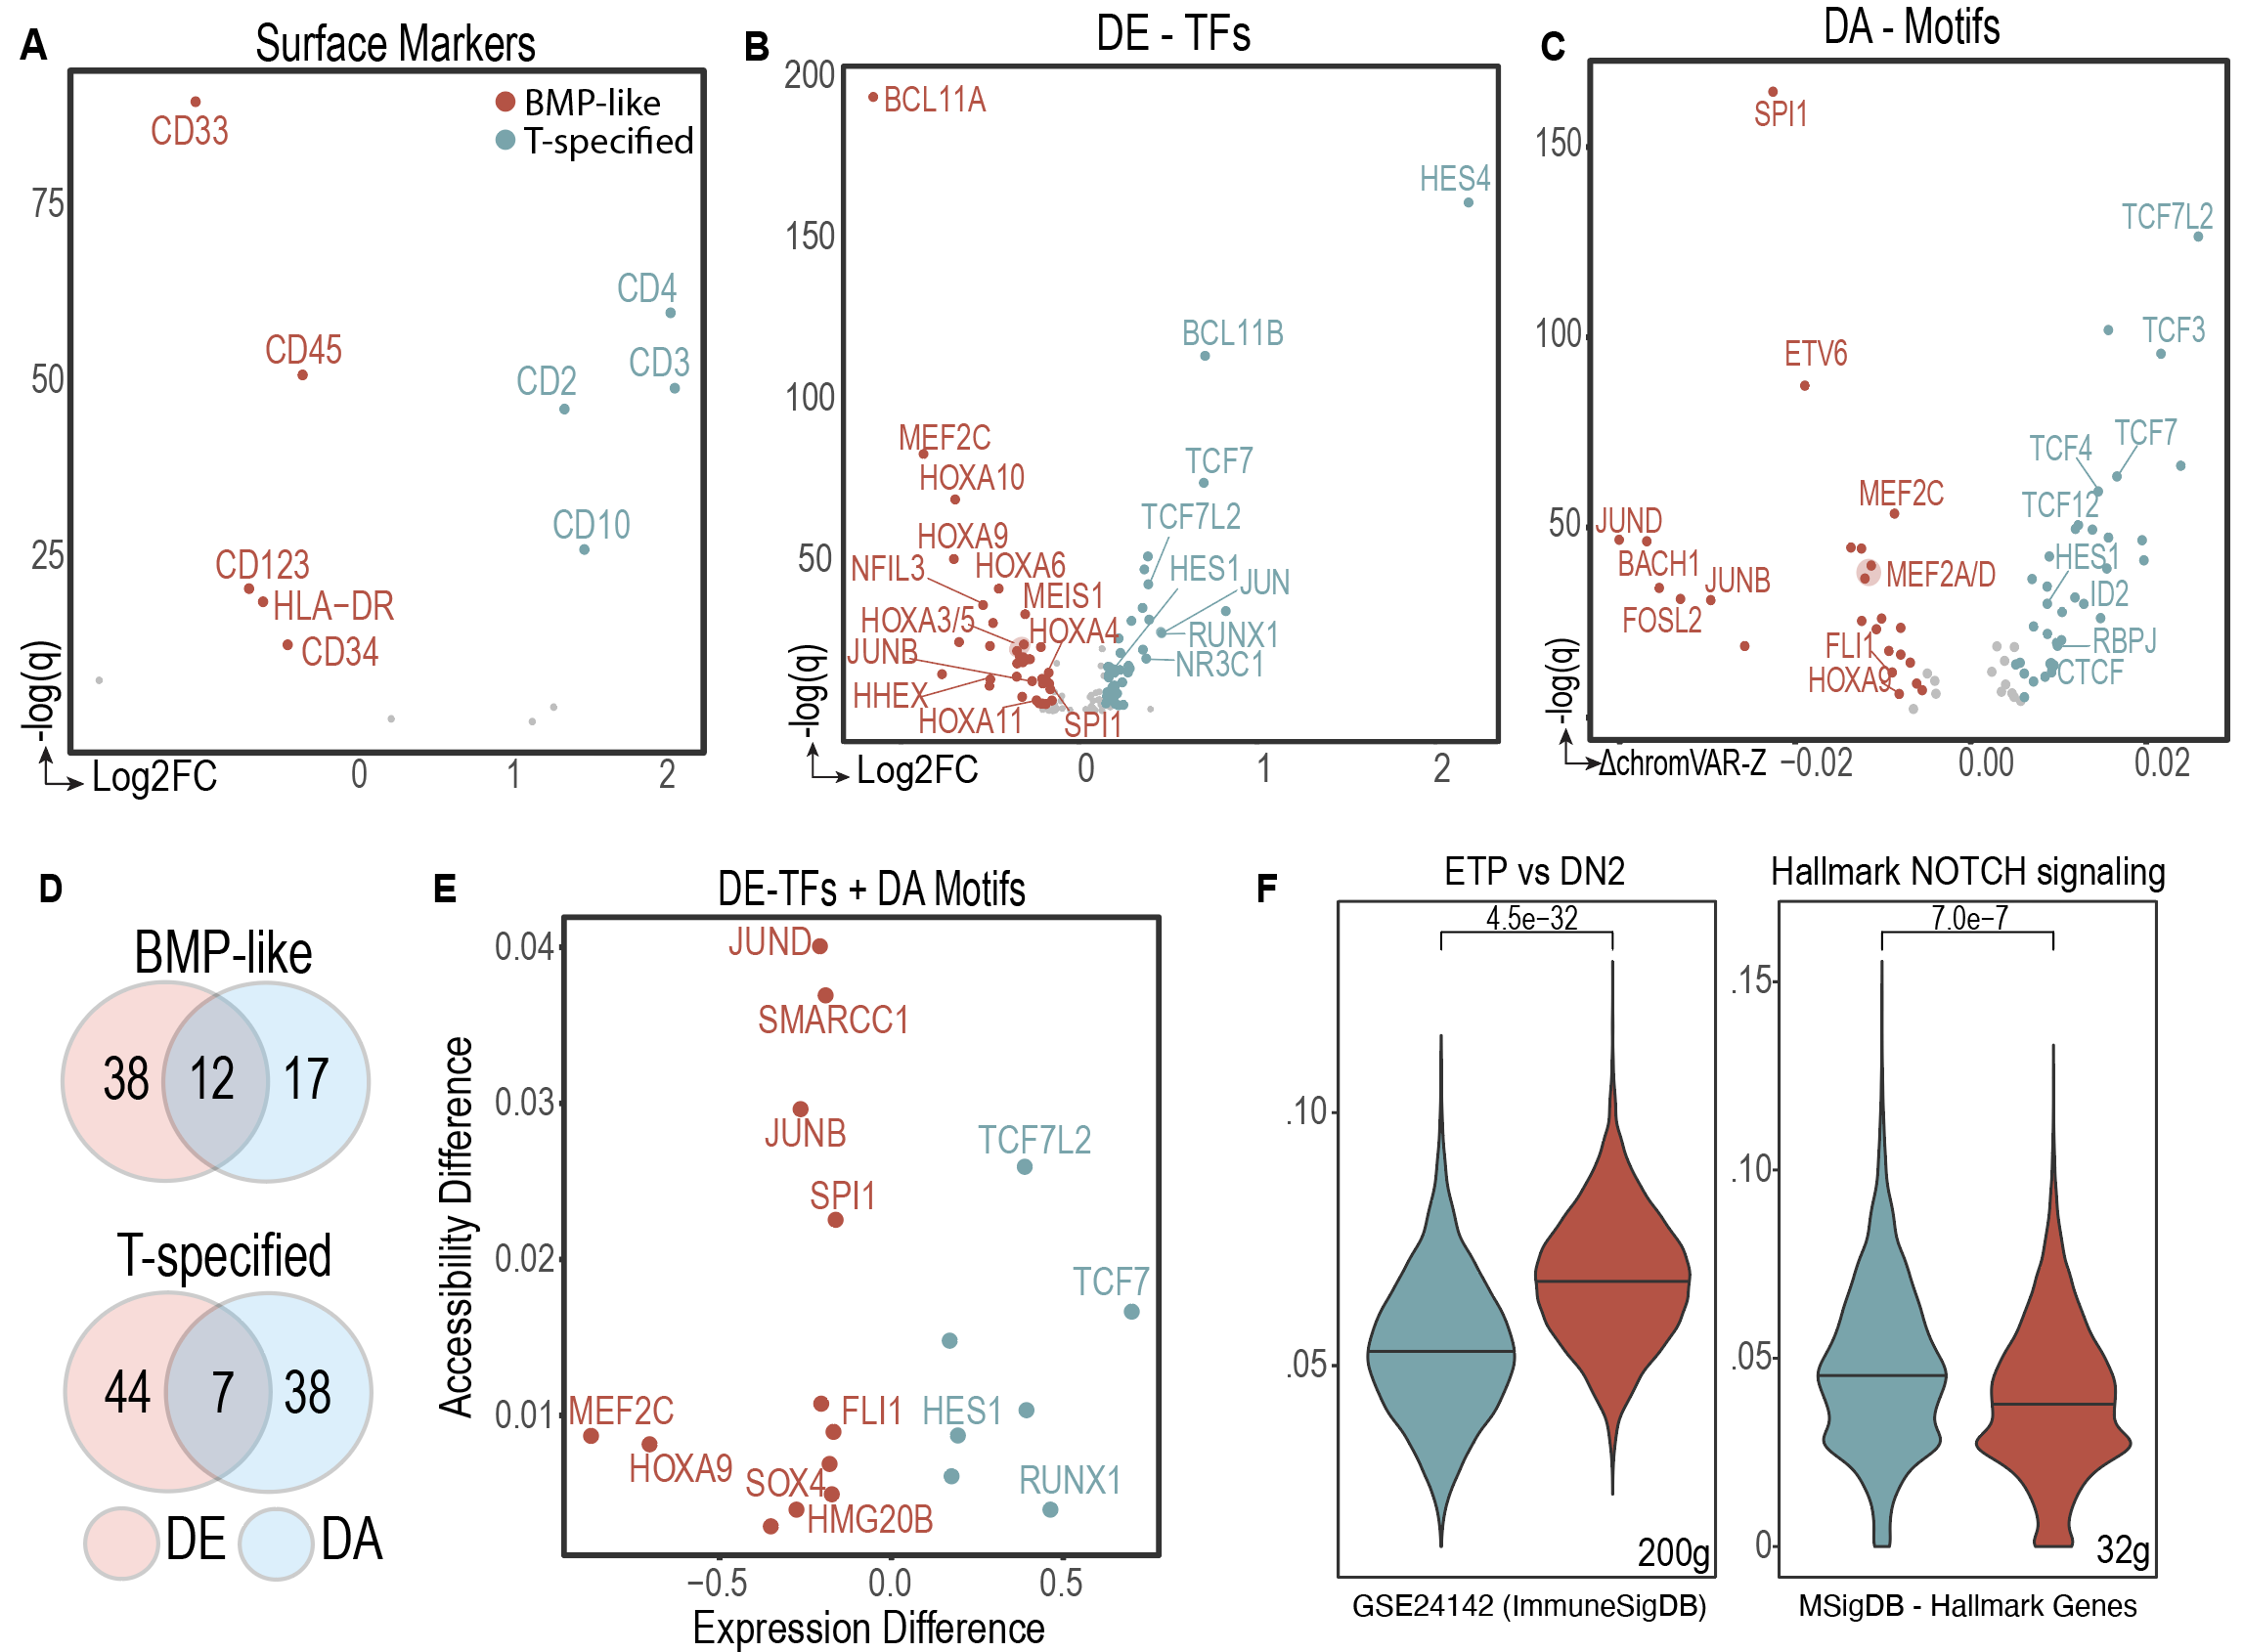 A
Surface Markers
BMP-like
T-specified
CD33
CD4
CD45
CD3
CD2
CD10
CD123
HLA−DR
CD34
75
50
25
-log(q)
Log2FC
0
1
2
B
DE - TFs
200
150
100
50
BCL11A
HES4
BCL11B
MEF2C
HOXA10
TCF7
HOXA9
TCF7L2
NFIL3
HOXA6
HES1
JUN
MEIS1
HOXA3/5
HOXA4
RUNX1
JUNB
NR3C1
HHEX
HOXA11
SPI1
-log(q)
Log2FC
0
1
2
C
DA - Motifs
150
100
50
SPI1
TCF7L2
TCF3
ETV6
TCF7
TCF4
MEF2C
TCF12
JUND
BACH1
JUNB
MEF2A/D
HES1
ID2
FOSL2
FLI1
RBPJ
HOXA9
CTCF
-log(q)
ΔchromVAR-Z
−0.02
0.00
0.02
D
BMP-like
38
12
17
T-specified
44
7
38
DE
DA
E
DE-TFs + DA Motifs
Accessibility Difference
0.04
0.03
0.02
0.01
JUND
SMARCC1
JUNB
TCF7L2
SPI1
TCF7
MEF2C
FLI1
HES1
HOXA9
SOX4
RUNX1
HMG20B
−0.5
0.0
0.5
Expression Difference
F
ETP vs DN2
4.5e−32
.10
.05
200g
GSE24142 (ImmuneSigDB)
Hallmark NOTCH signaling
7.0e−7
.15
.10
.05
0
32g
MSigDB - Hallmark Genes